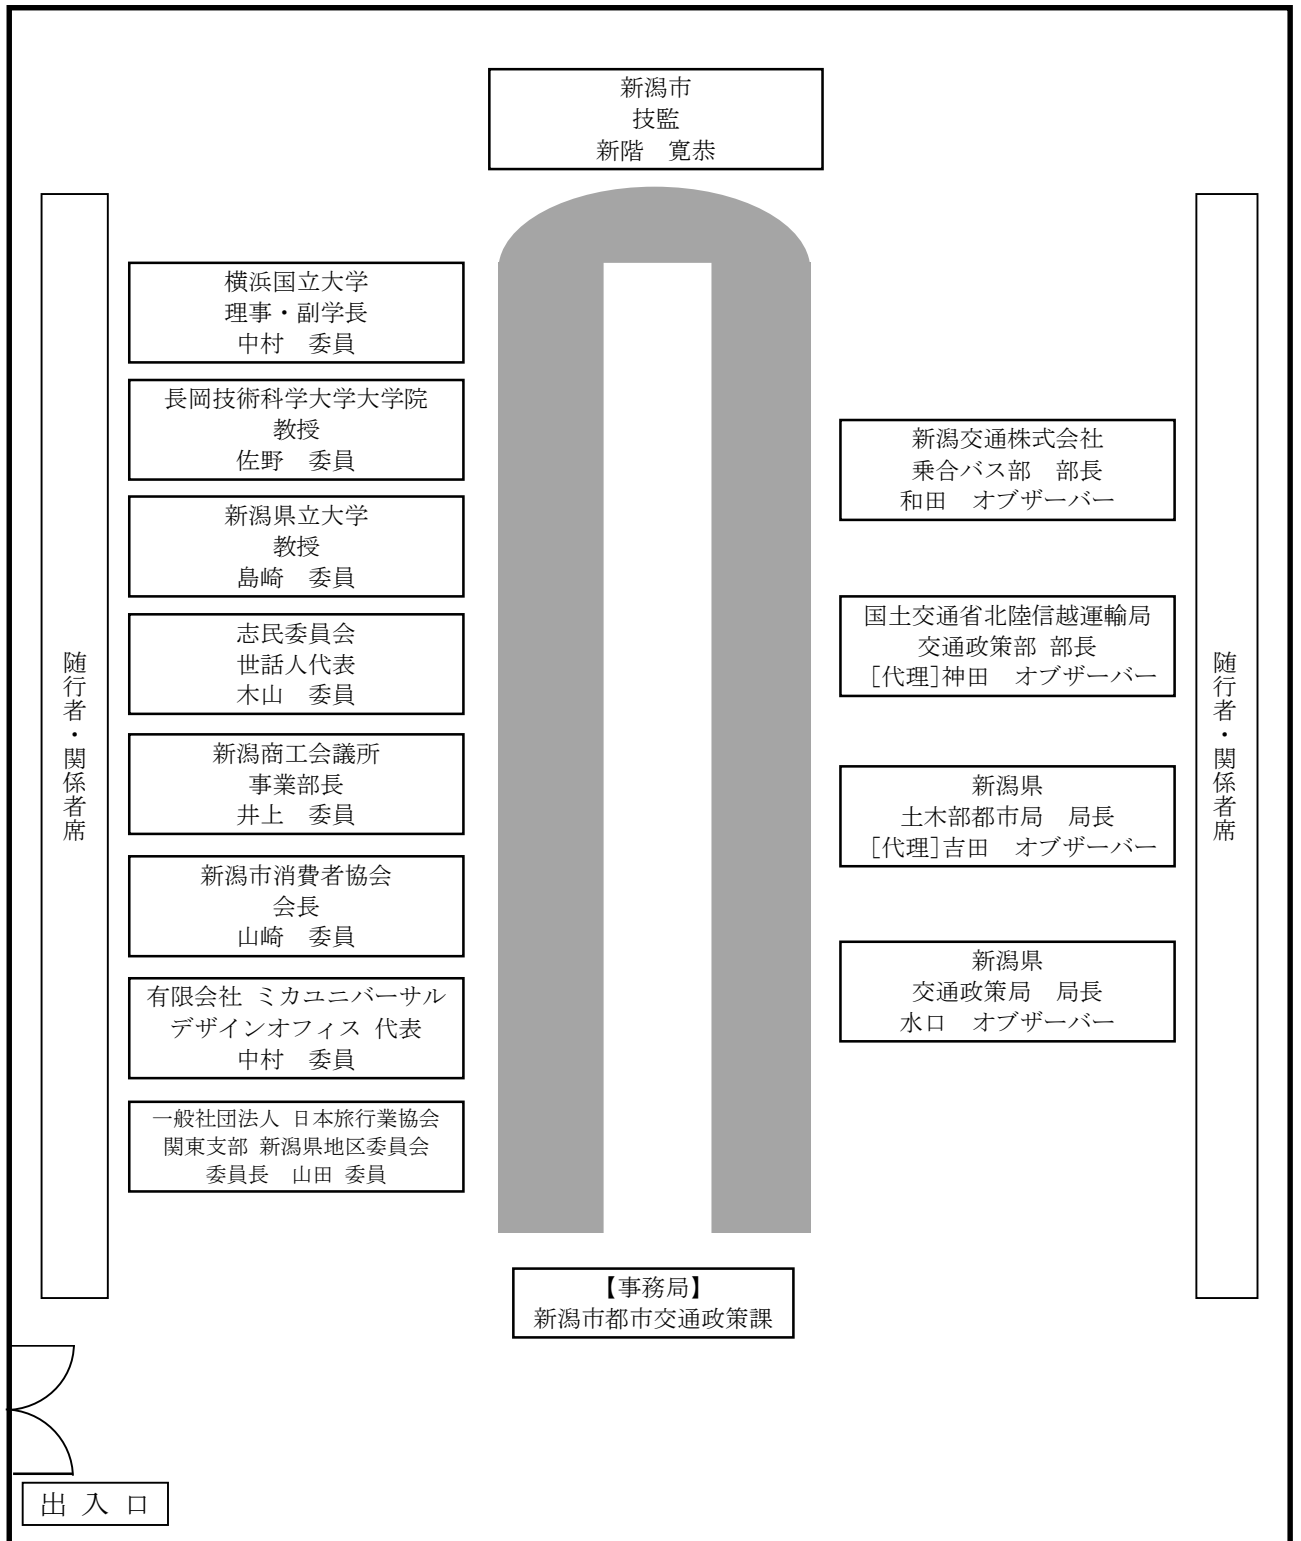 新潟市
技監
新階　寛恭
横浜国立大学
理事・副学長
中村　委員
長岡技術科学大学大学院
教授
佐野　委員
新潟県立大学
教授
島崎　委員
志民委員会
世話人代表
木山　委員
新潟商工会議所
事業部長
井上　委員
新潟市消費者協会
会長
山崎　委員
有限会社 ミカユニバーサル
デザインオフィス 代表
中村　委員
一般社団法人 日本旅行業協会
関東支部 新潟県地区委員会
委員長　山田 委員
新潟交通株式会社
乗合バス部　部長
和田　オブザーバー
国土交通省北陸信越運輸局
交通政策部 部長
[代理]神田　オブザーバー
新潟県
土木部都市局　局長
[代理]吉田　オブザーバー
新潟県
交通政策局　局長
水口　オブザーバー
随行者・関係者席
随行者・関係者席
【事務局】
新潟市都市交通政策課
出 入 口